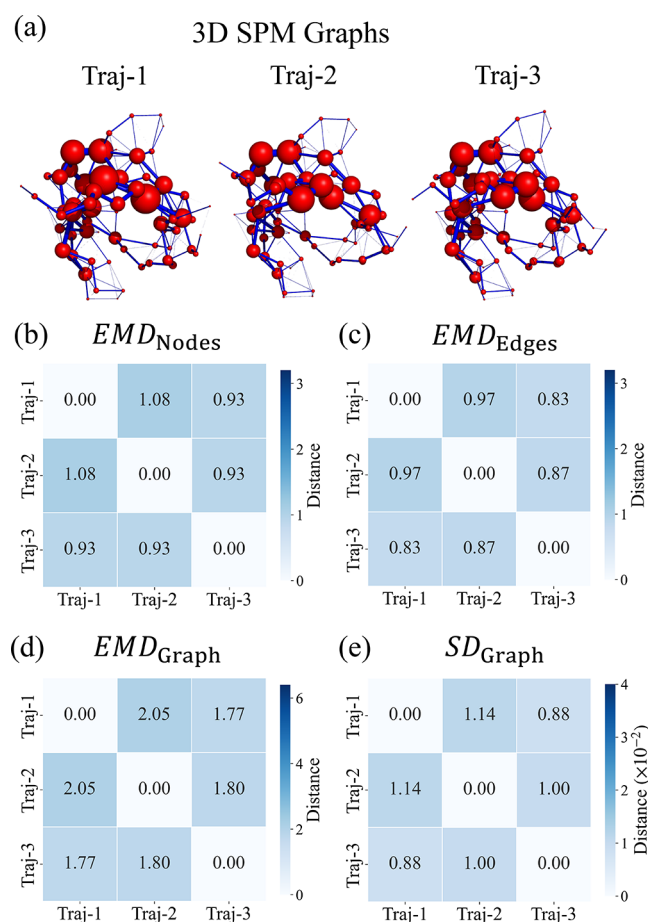 (a)
3D SPM Graphs
Traj-1 Traj-2 Traj-3
(b) EMD_Nodes
Traj-1 0.00 1.08 0.93
Traj-2 1.08 0.00 0.93
Traj-3 0.93 0.93 0.00
Traj-1 Traj-2 Traj-3
3
2
1
0
Distance
(c) EMD_Edges
Traj-1 0.00 0.97 0.83
Traj-2 0.97 0.00 0.87
Traj-3 0.83 0.87 0.00
Traj-1 Traj-2 Traj-3
3
2
1
0
Distance
(d) EMD_Graph
Traj-1 0.00 2.05 1.77
Traj-2 2.05 0.00 1.80
Traj-3 1.77 1.80 0.00
Traj-1 Traj-2 Traj-3
6
4
2
0
Distance
(e) SD_Graph
Traj-1 0.00 1.14 0.88
Traj-2 1.14 0.00 1.00
Traj-3 0.88 1.00 0.00
Traj-1 Traj-2 Traj-3
4
3
2
1
0
Distance (×10⁻²)